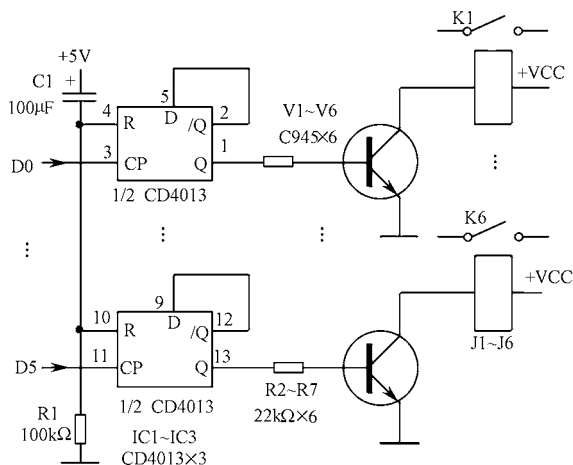 K1
+5V
C1
+
100μF
+VCC
5
D
4
R
/Q
2
V1~V6
C945×6
D0
3
CP
Q
1
1/2 CD4013
⋮
⋮
⋮
⋮
K6
+VCC
9
D
10
R
/Q
12
D5
11
CP
Q
13
J1~J6
1/2 CD4013
R2~R7
22kΩ×6
R1
100kΩ
IC1~IC3
CD4013×3